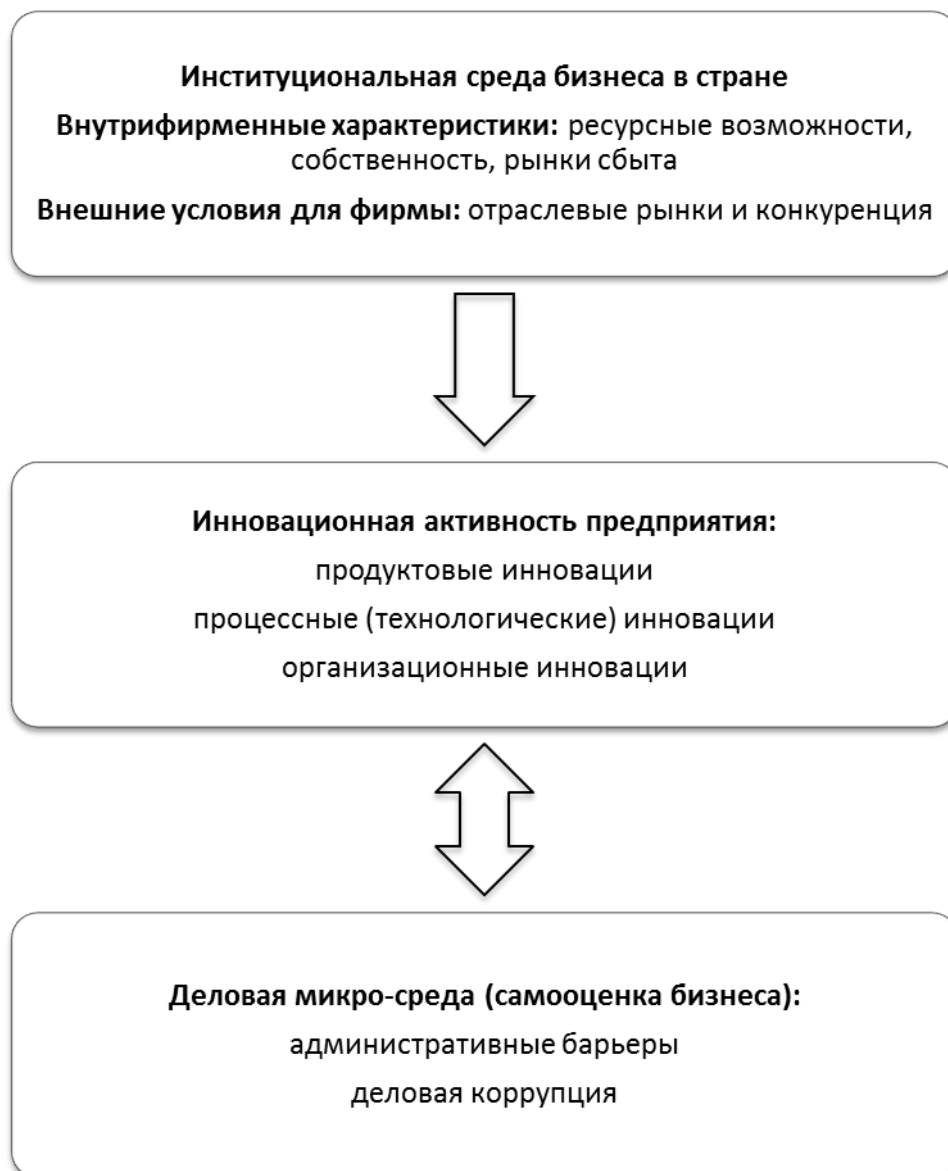 Институциональная среда бизнеса в стране
Внутрифирменные характеристики: ресурсные возможности,
собственность, рынки сбыта
Внешние условия для фирмы: отраслевые рынки и конкуренция
Инновационная активность предприятия:
продуктовые инновации
процессные (технологические) инновации
организационные инновации
Деловая микро-среда (самооценка бизнеса):
административные барьеры
деловая коррупция